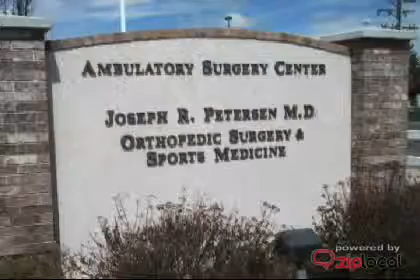 AMBULATORY SURGERY CENTER
JOSEPH R. PETERSEN M.D
ORTHOPEDIC SURGERY &
SPORTS MEDICINE
powered by
ziplocal